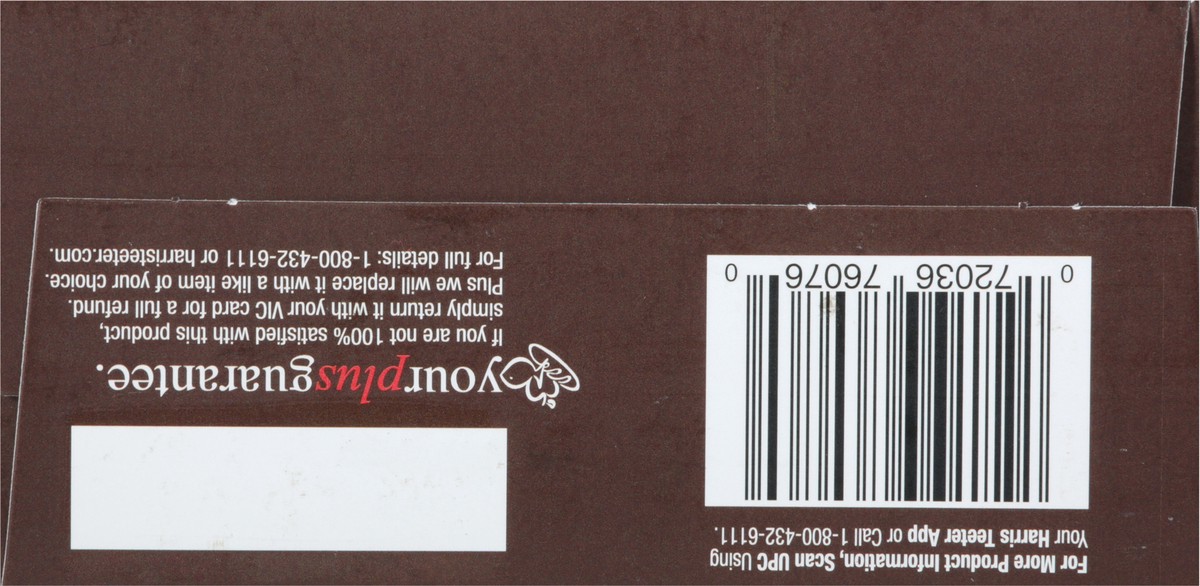 For More Product Information, Scan UPC Using
Your Harris Teeter App or Call 1-800-432-6111.
0 72036 76076 0
yourplusguarantee.
If you are not 100% satisfied with this product,
simply return it with your VIC card for a full refund.
Plus we will replace it with a like item of your choice.
For full details: 1-800-432-6111 or harristeeter.com.